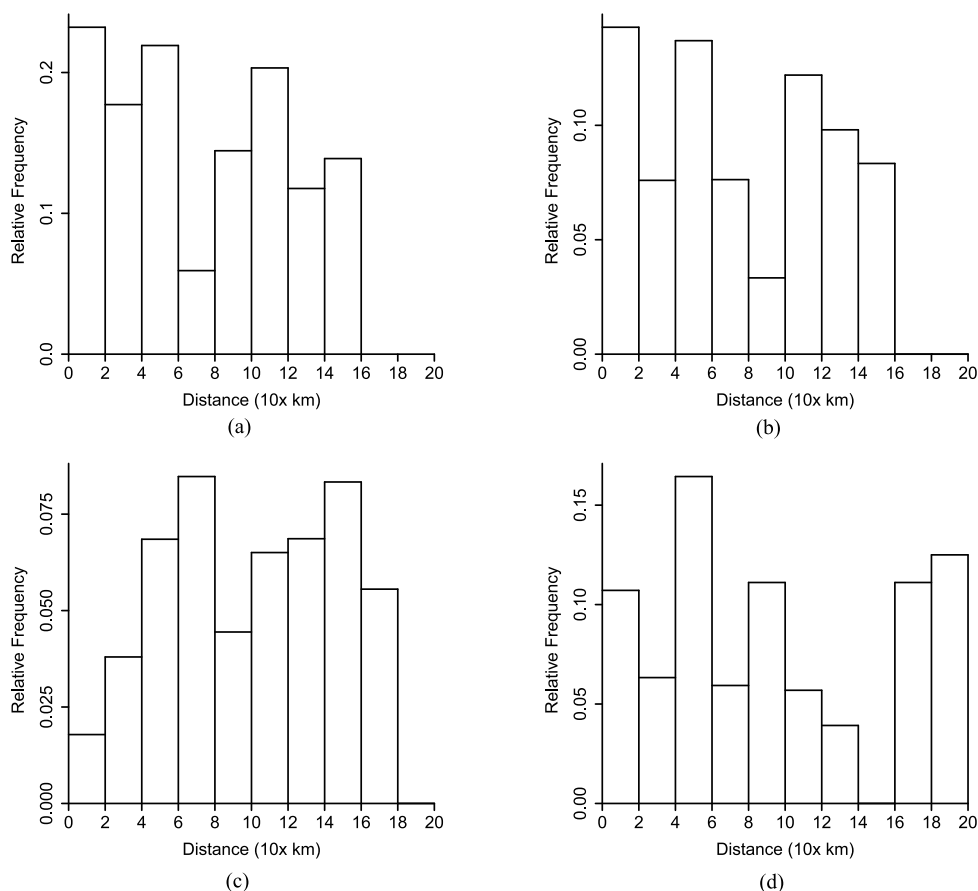 Relative Frequency
0.2
0.1
0.0
0 2 4 6 8 10 12 14 16 18 20
Distance (10x km)
(a)
Relative Frequency
0.10
0.05
0.00
0 2 4 6 8 10 12 14 16 18 20
Distance (10x km)
(b)
Relative Frequency
0.075
0.050
0.025
0.000
0 2 4 6 8 10 12 14 16 18 20
Distance (10x km)
(c)
Relative Frequency
0.15
0.10
0.05
0.00
0 2 4 6 8 10 12 14 16 18 20
Distance (10x km)
(d)